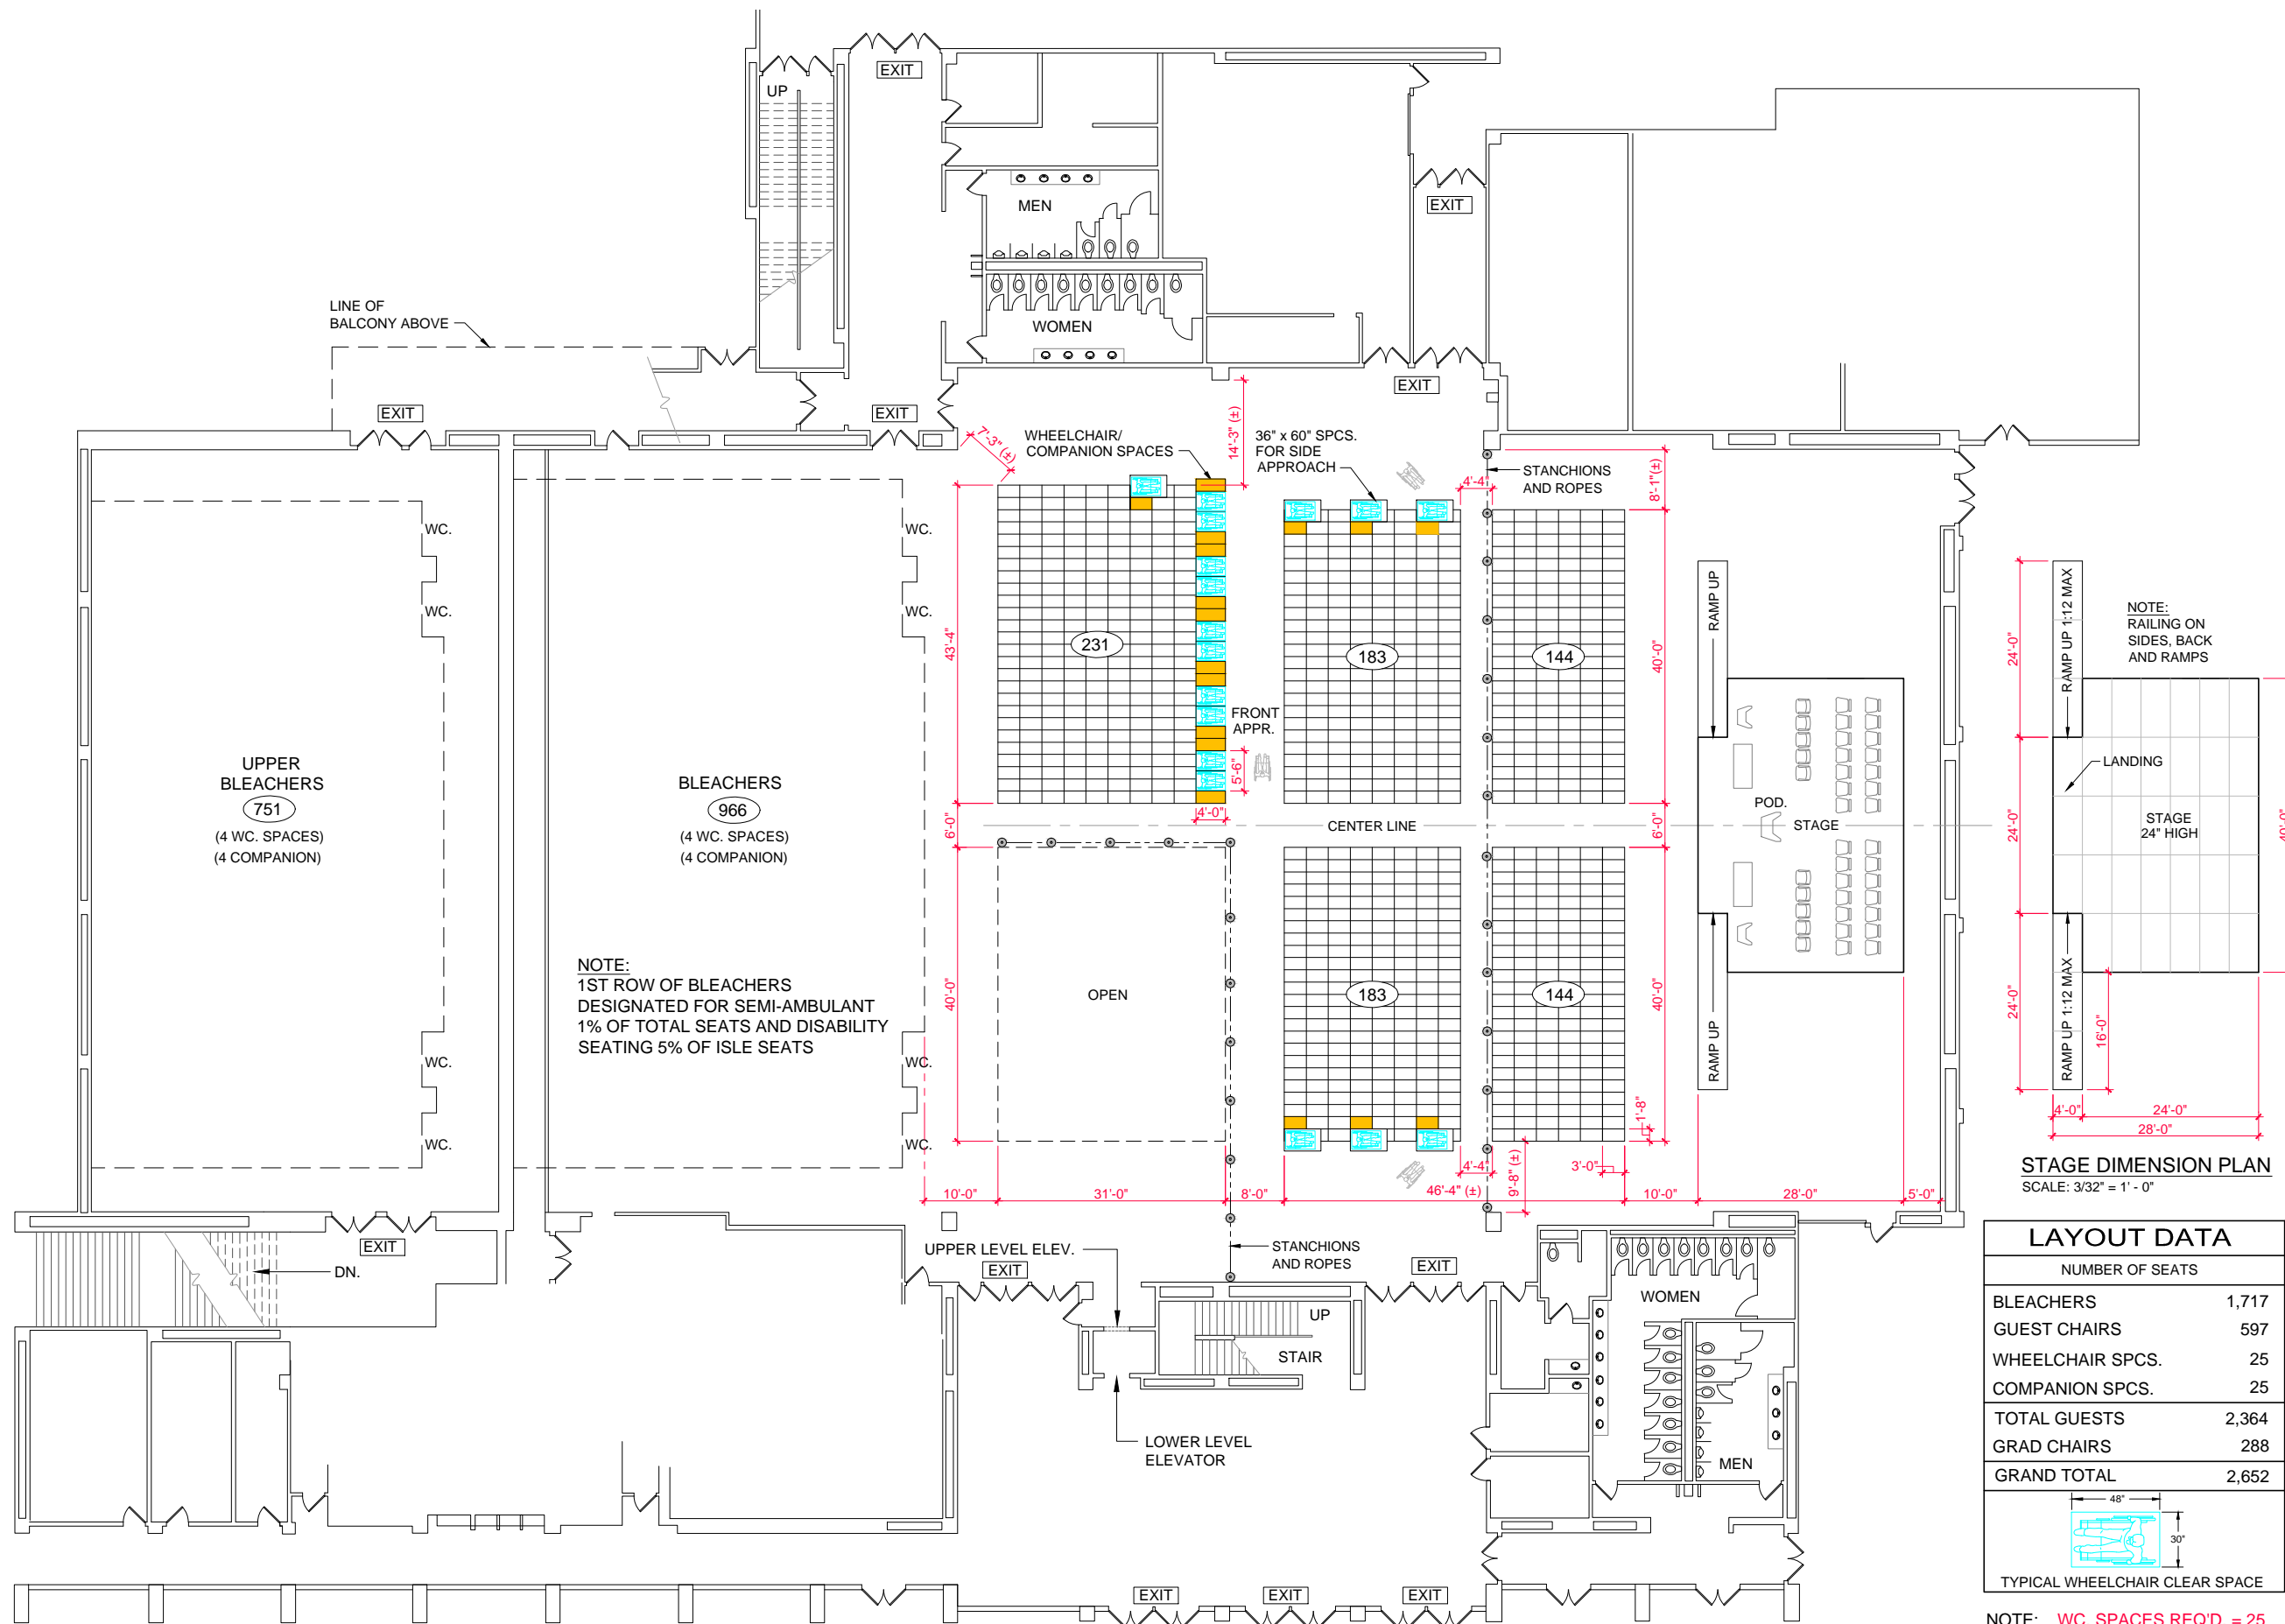 EXIT
UP
MEN
EXIT
WOMEN
LINE OF
BALCONY ABOVE
EXIT
EXIT
EXIT
7'-3" (±)
WHEELCHAIR/
COMPANION SPACES
14'-3" (±)
36" x 60" SPCS.
FOR SIDE
APPROACH
4'-4"
STANCHIONS
AND ROPES
8'-1"(±)
WC.
WC.
WC.
WC.
43'-4"
231
183
144
40'-0"
RAMP UP
24'-0"
RAMP UP 1:12 MAX
NOTE:
RAILING ON
SIDES, BACK
AND RAMPS
FRONT
APPR.
5'-6"
4'-0"
UPPER
BLEACHERS
751
(4 WC. SPACES)
(4 COMPANION)
BLEACHERS
966
(4 WC. SPACES)
(4 COMPANION)
6'-0"
CENTER LINE
6'-0"
POD.
STAGE
24'-0"
LANDING
STAGE
24" HIGH
40'-0"
NOTE:
1ST ROW OF BLEACHERS
DESIGNATED FOR SEMI-AMBULANT
1% OF TOTAL SEATS AND DISABILITY
SEATING 5% OF ISLE SEATS
40'-0"
OPEN
183
144
40'-0"
RAMP UP
24'-0"
RAMP UP 1:12 MAX
16'-0"
WC.
WC.
WC.
WC.
1'-8"
4'-4"
3'-0"
9'-8" (±)
10'-0"
31'-0"
8'-0"
46'-4" (±)
10'-0"
28'-0"
5'-0"
4'-0"
24'-0"
28'-0"
STAGE DIMENSION PLAN
SCALE: 3/32" = 1' - 0"
EXIT
DN.
UPPER LEVEL ELEV.
EXIT
STANCHIONS
AND ROPES
EXIT
UP
STAIR
WOMEN
MEN
LOWER LEVEL
ELEVATOR
EXIT
EXIT
EXIT
LAYOUT DATA
NUMBER OF SEATS
BLEACHERS 1,717
GUEST CHAIRS 597
WHEELCHAIR SPCS. 25
COMPANION SPCS. 25
TOTAL GUESTS 2,364
GRAD CHAIRS 288
GRAND TOTAL 2,652
48"
30"
TYPICAL WHEELCHAIR CLEAR SPACE
NOTE: WC. SPACES REQ'D. = 25